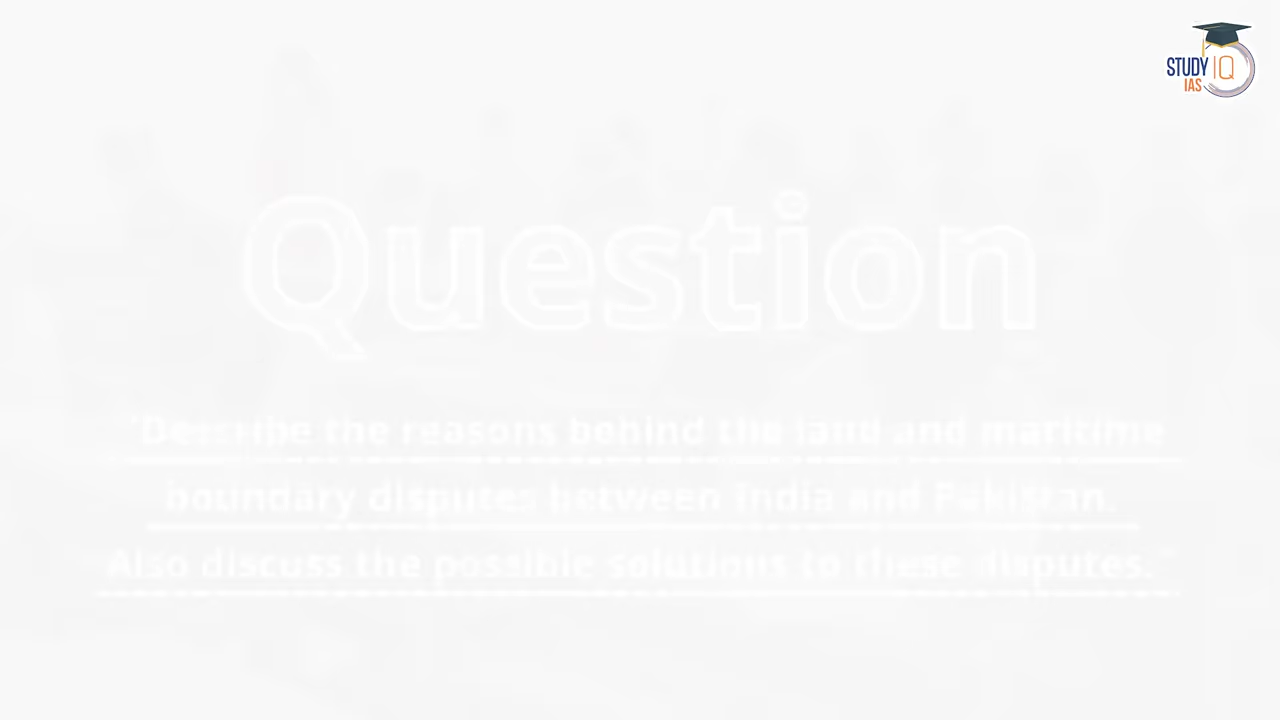 STUDY IQ
IAS
Question
"Describe the reasons behind the land and maritime
boundary disputes between India and Pakistan.
Also discuss the possible solutions to these disputes."